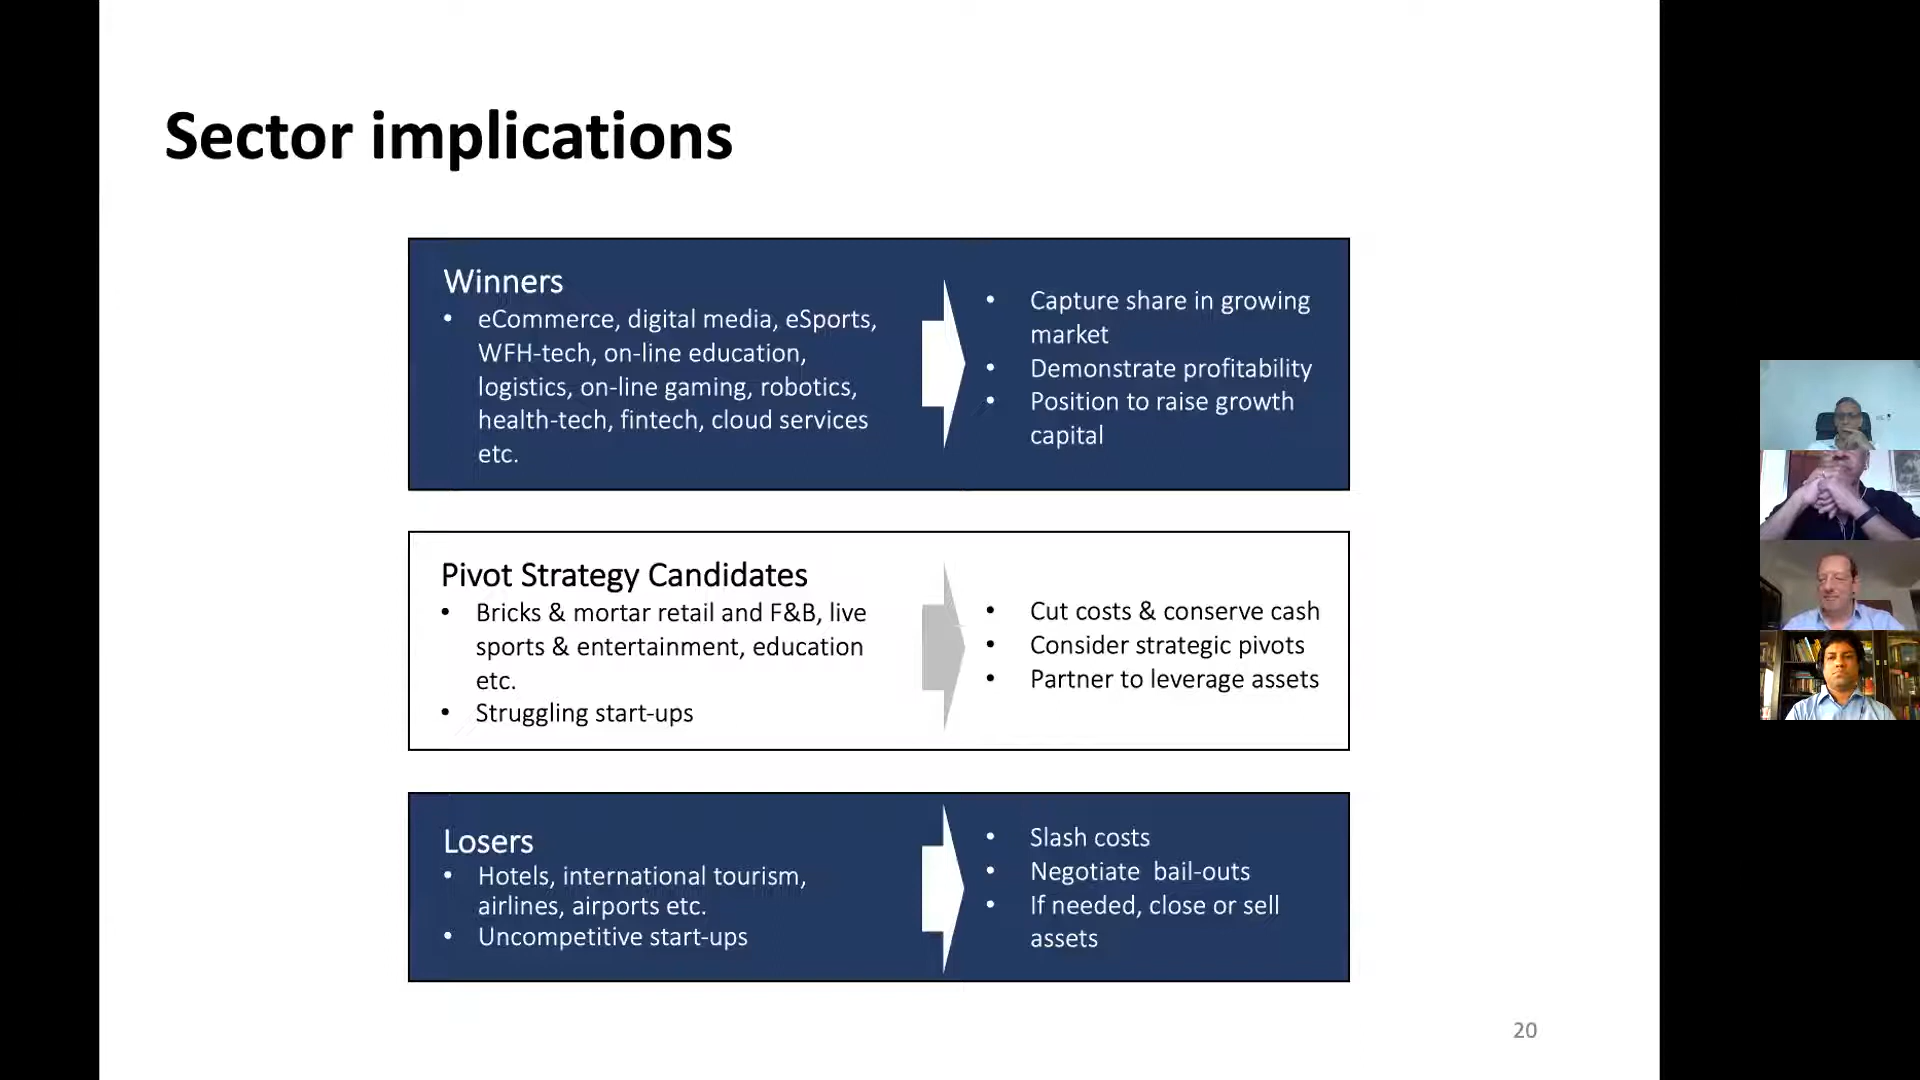 Sector implications
Winners
• eCommerce, digital media, eSports,
WFH-tech, on-line education,
logistics, on-line gaming, robotics,
health-tech, fintech, cloud services
etc.
• Capture share in growing
market
• Demonstrate profitability
• Position to raise growth
capital
Pivot Strategy Candidates
• Bricks & mortar retail and F&B, live
sports & entertainment, education
etc.
• Struggling start-ups
• Cut costs & conserve cash
• Consider strategic pivots
• Partner to leverage assets
Losers
• Hotels, international tourism,
airlines, airports etc.
• Uncompetitive start-ups
• Slash costs
• Negotiate  bail-outs
• If needed, close or sell
assets
20